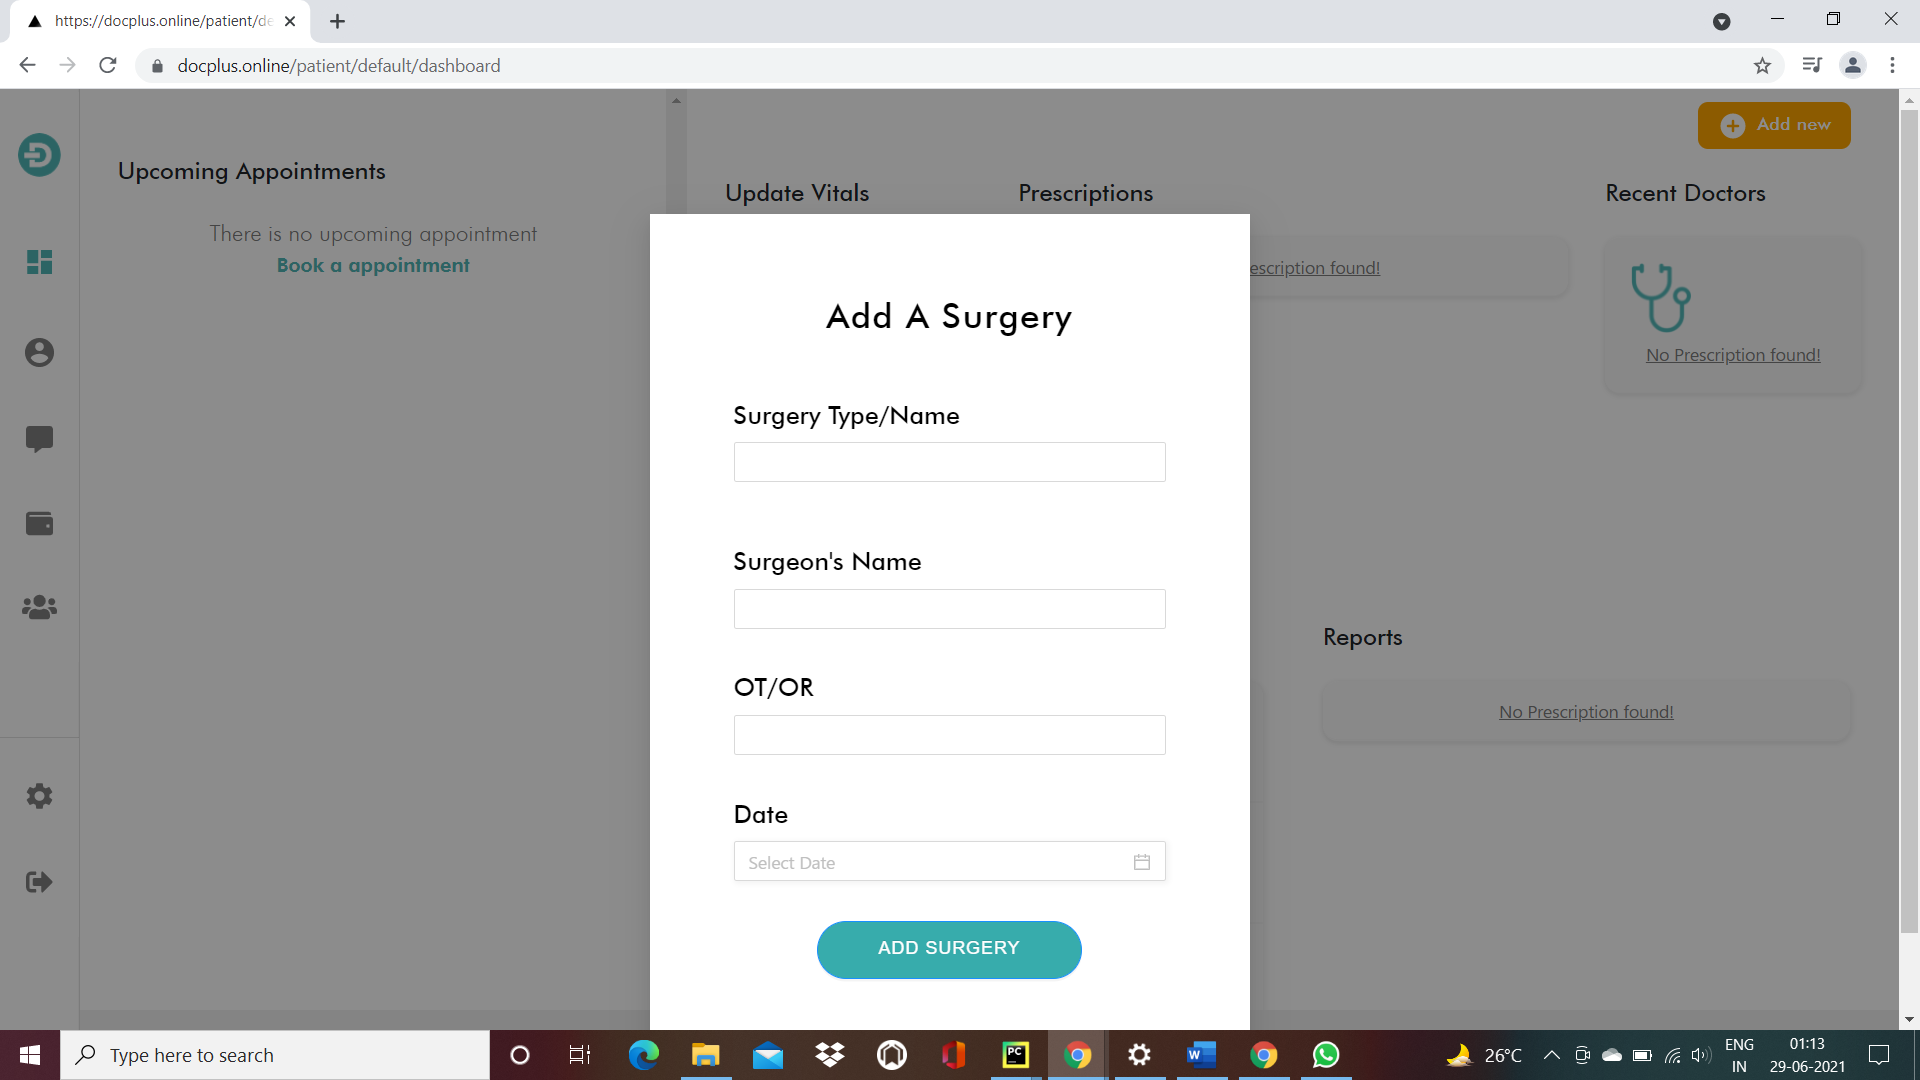 https://docplus.online/patient/de
docplus.online/patient/default/dashboard
Add new
Upcoming Appointments
There is no upcoming appointment
Book a appointment
Update Vitals
Prescriptions
Recent Doctors
escription found!
No Prescription found!
Add A Surgery
Surgery Type/Name
Surgeon's Name
OT/OR
Date
Select Date
ADD SURGERY
Reports
No Prescription found!
Type here to search
PC
W
26°C
ENG
IN
01:13
29-06-2021